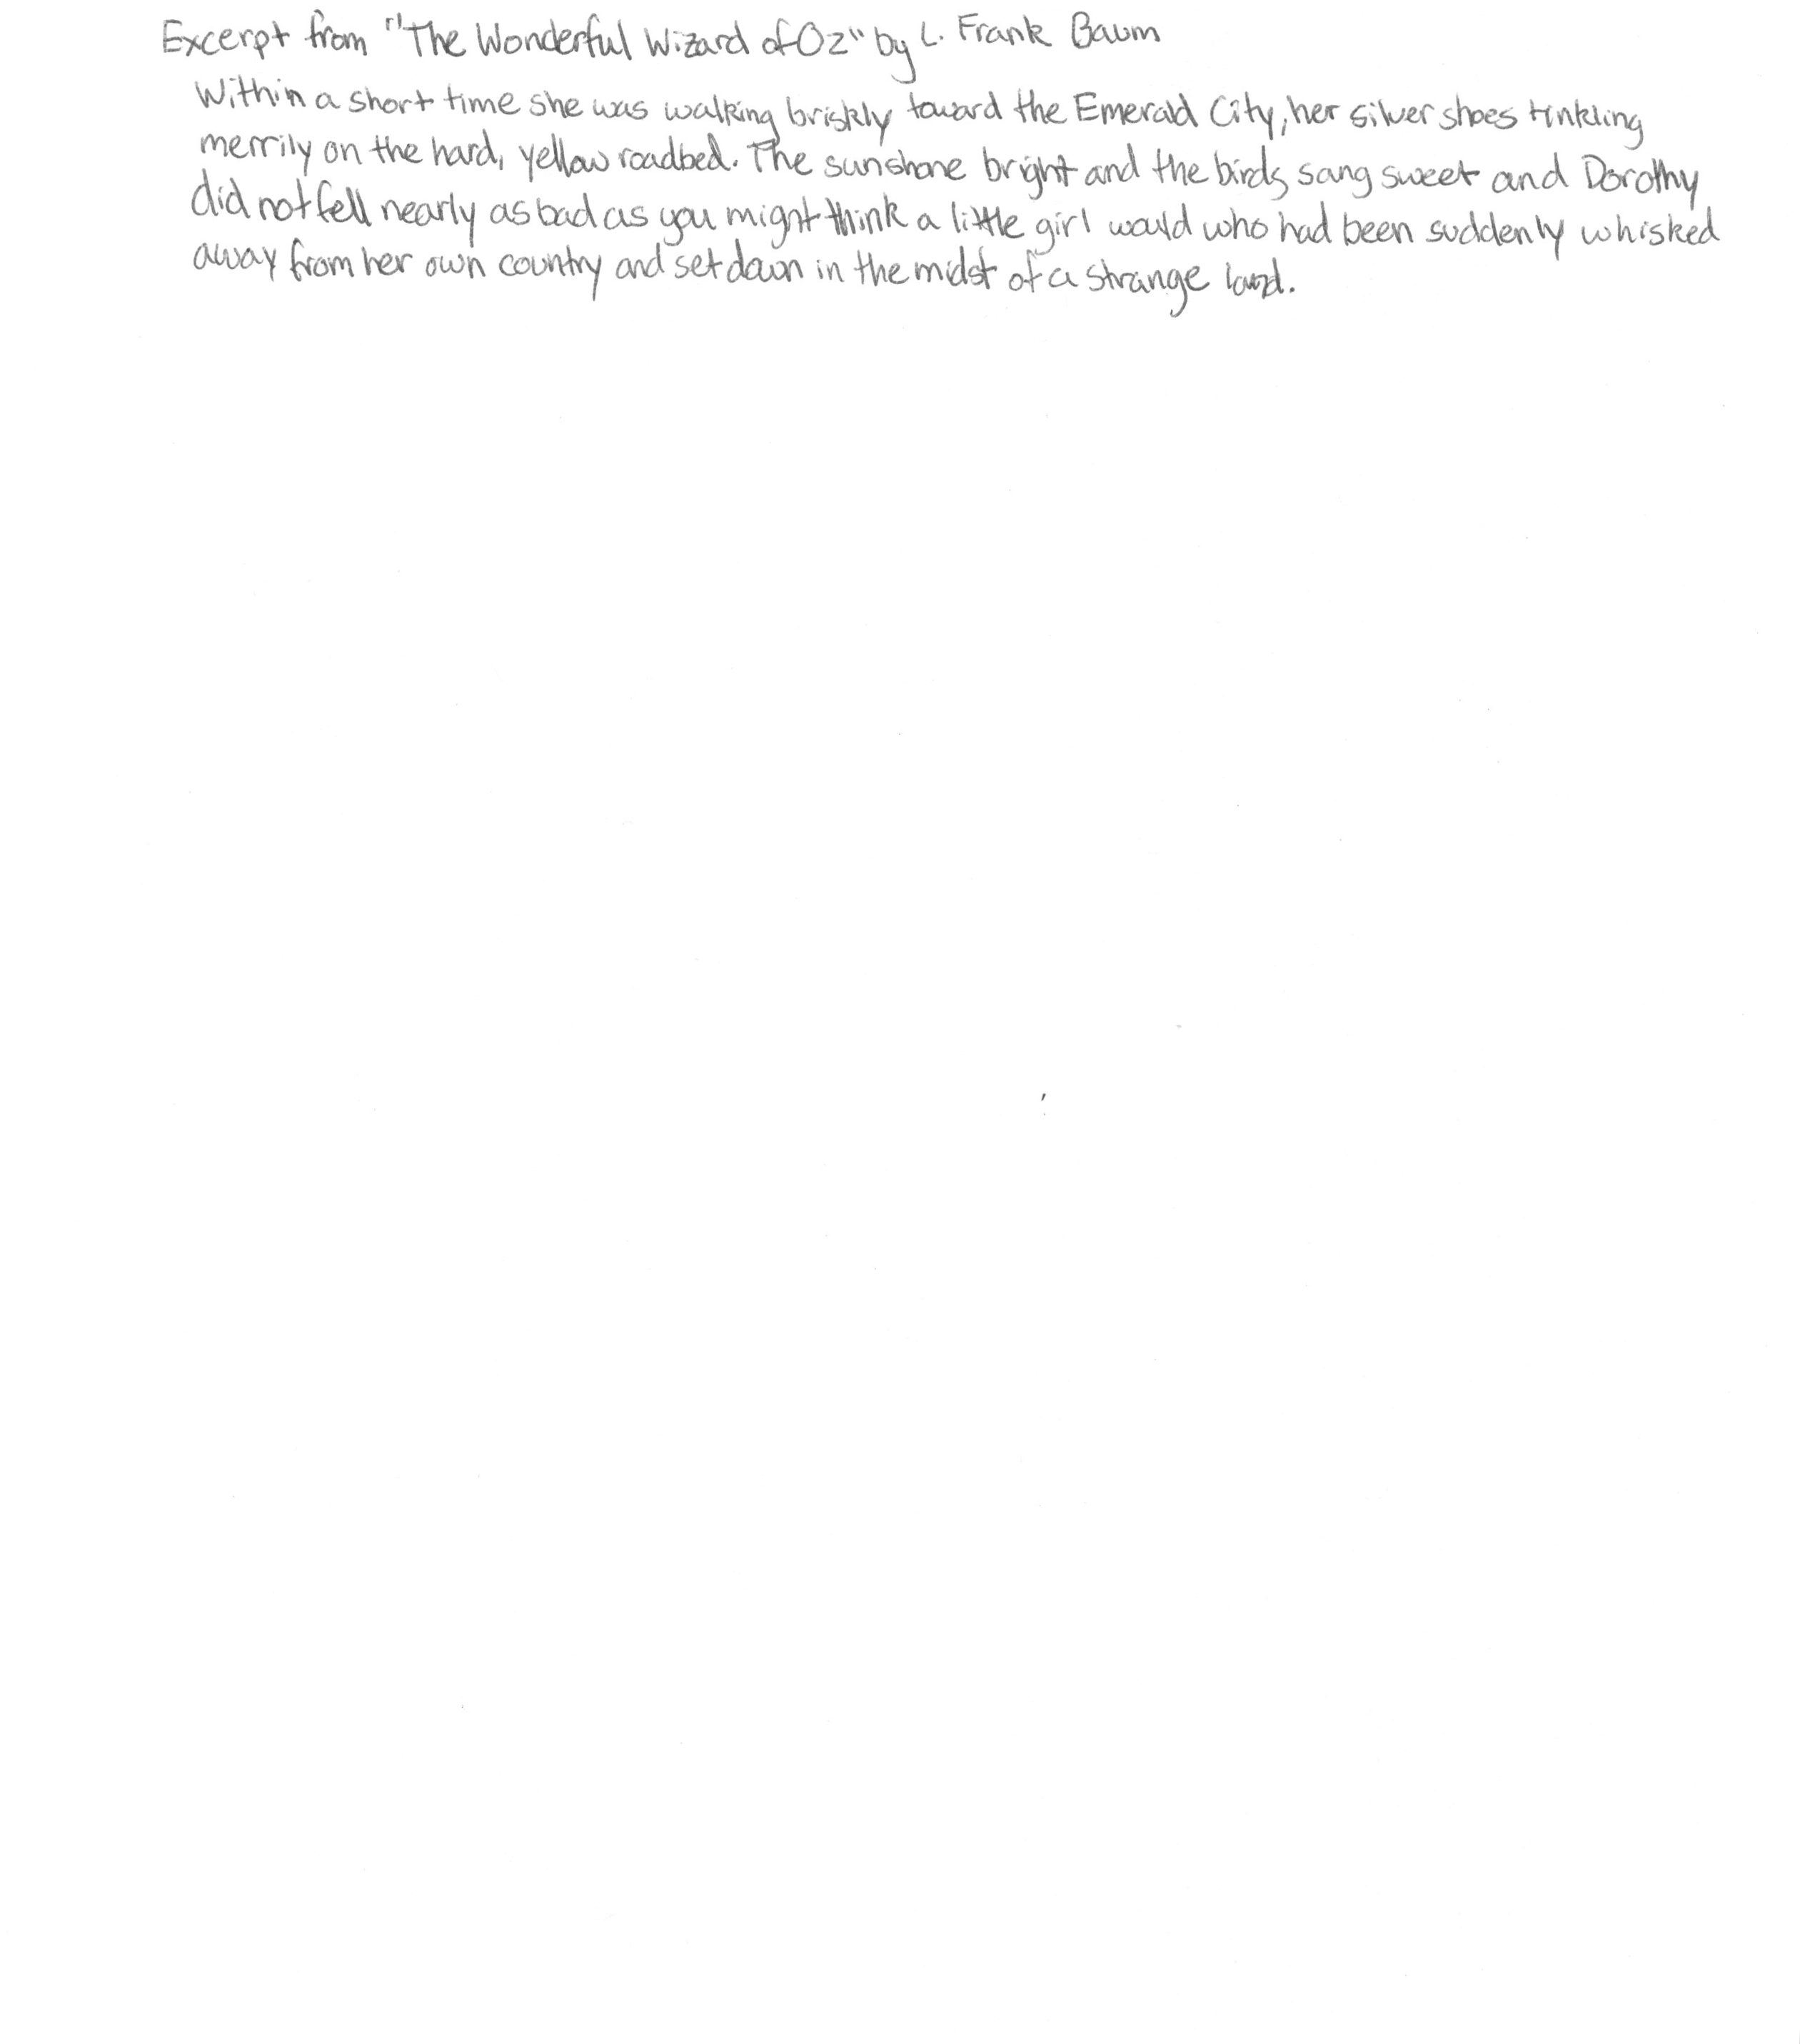 Excerpt from "The Wonderful Wizard of Oz" by L. Frank Baum
Within a short time she was walking briskly toward the Emerald City, her silver shoes tinkling
merrily on the hard, yellow roadbed. The sun shone bright and the birds sang sweet and Dorothy
did not fell nearly as bad as you might think a little girl would who had been suddenly whisked
away from her own country and set down in the midst of a strange land.